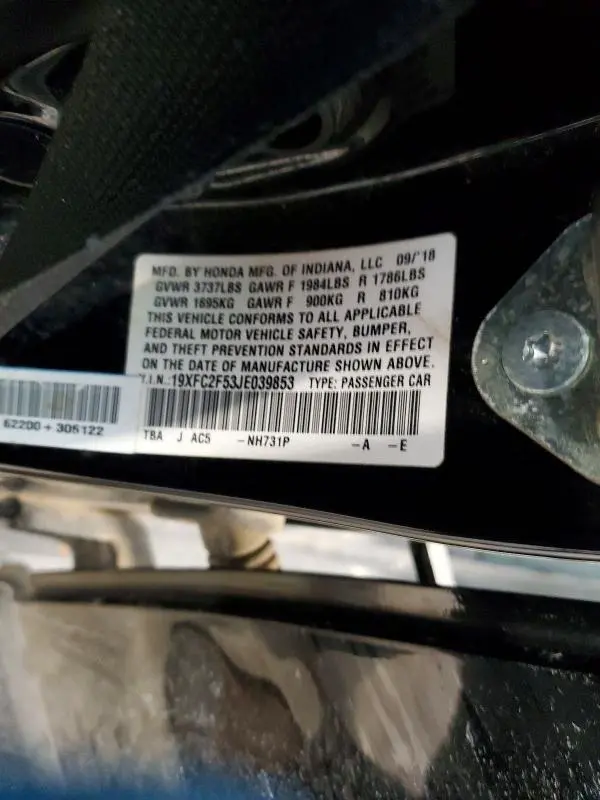 MFD. BY HONDA MFG. OF INDIANA, LLC 09/'18
GVWR 3737LBS GAWR F 1984LBS R 1786LBS
GVWR 1695KG GAWR F 900KG R 810KG
THIS VEHICLE CONFORMS TO ALL APPLICABLE
FEDERAL MOTOR VEHICLE SAFETY, BUMPER,
AND THEFT PREVENTION STANDARDS IN EFFECT
ON THE DATE OF MANUFACTURE SHOWN ABOVE.
V.I.N.:19XFC2F53JE039853 TYPE: PASSENGER CAR
TBA J AC5 -NH731P -A -E
62200+305122